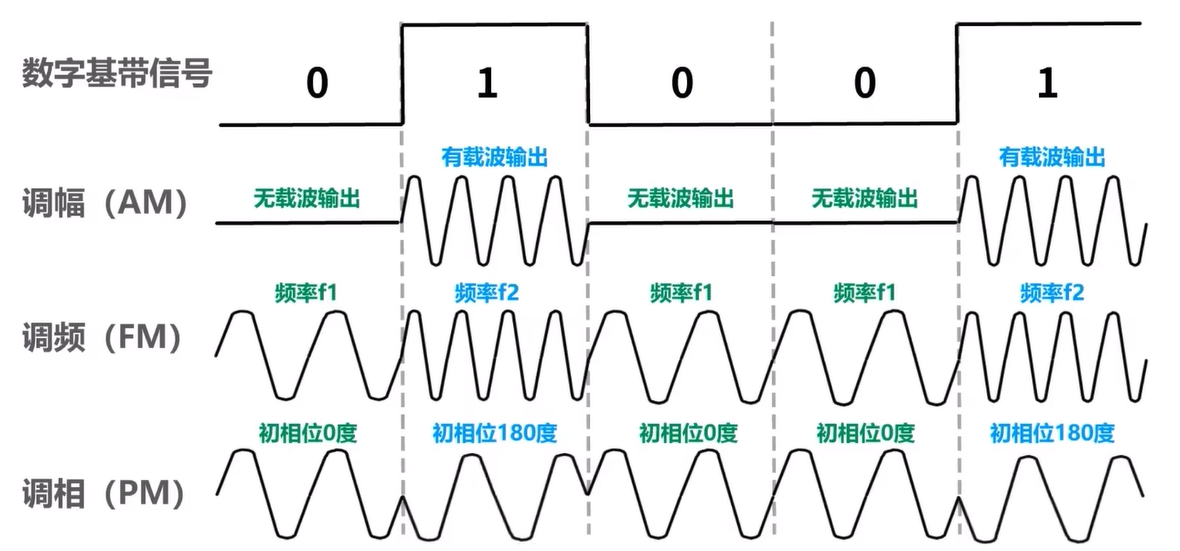 数字基带信号
0 1 0 0 1
有载波输出 有载波输出
调幅（AM） 无载波输出 无载波输出 无载波输出
频率f1 频率f2 频率f1 频率f1 频率f2
调频（FM）
初相位0度 初相位180度 初相位0度 初相位0度 初相位180度
调相（PM）